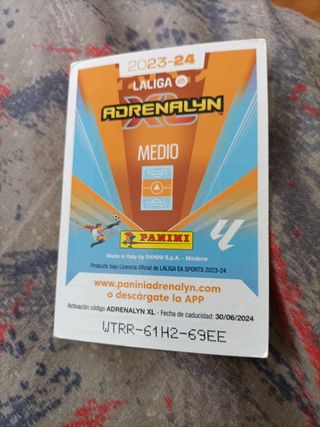 2023-24
LALIGA
ADRENALYN
XL
MEDIO
PANINI
Made in Italy by PANINI S.p.A. - Modena
Producto bajo Licencia Oficial de LALIGA EA SPORTS 2023-24
www.paniniadrenalyn.com
o descárgate la APP
Activación código ADRENALYN XL - Fecha de caducidad: 30/06/2024
WTRR-61H2-69EE